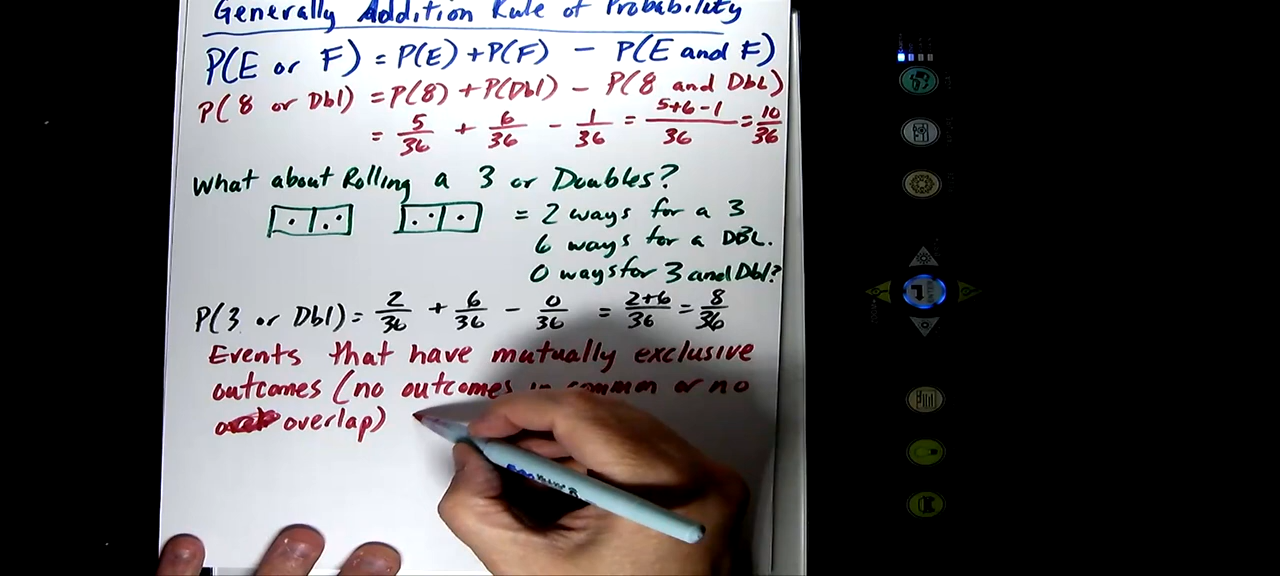 Generally Addition Rule of Probability
P(E or F) = P(E) + P(F) - P(E and F)
P(8 or Dbl) = P(8) + P(Dbl) - P(8 and DbL)
= 5/36 + 6/36 - 1/36 = 5+6-1/36 = 10/36
What about Rolling a 3 or Doubles?
= 2 ways for a 3
6 ways for a DBL.
0 ways for 3 and Dbl?
P(3 or Dbl) = 2/36 + 6/36 - 0/36 = 2+6/36 = 8/36
Events that have mutually exclusive
outcomes (no outcomes in common or no
overlap)